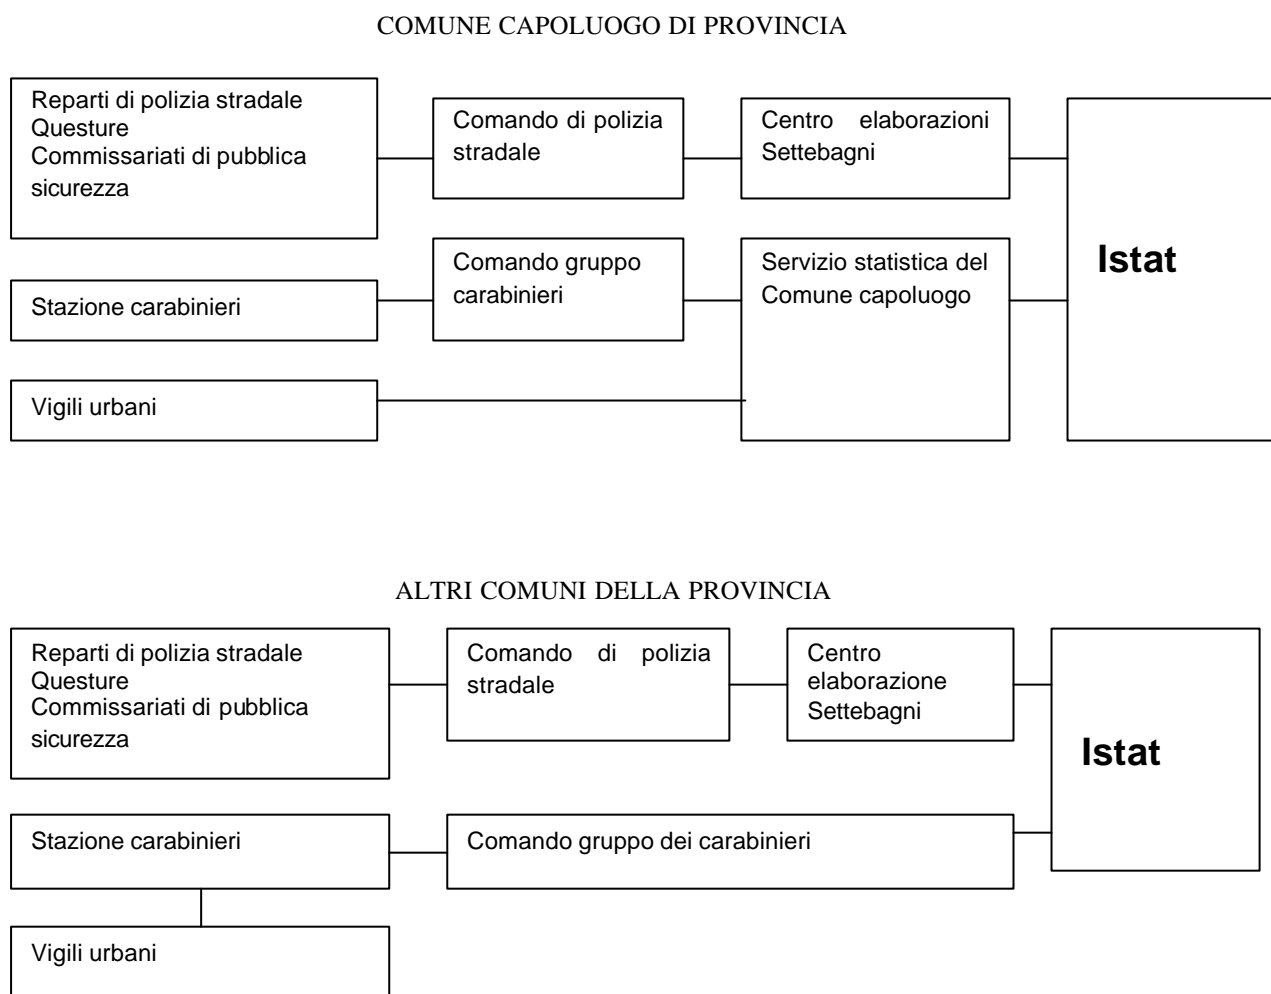 COMUNE CAPOLUOGO DI PROVINCIA
Reparti di polizia stradale
Questure
Commissariati di pubblica
sicurezza
Comando di polizia
stradale
Centro elaborazioni
Settebagni
Istat
Stazione carabinieri
Comando gruppo
carabinieri
Servizio statistica del
Comune capoluogo
Vigili urbani
ALTRI COMUNI DELLA PROVINCIA
Reparti di polizia stradale
Questure
Commissariati di pubblica
sicurezza
Comando di polizia
stradale
Centro
elaborazione
Settebagni
Istat
Stazione carabinieri
Comando gruppo dei carabinieri
Vigili urbani